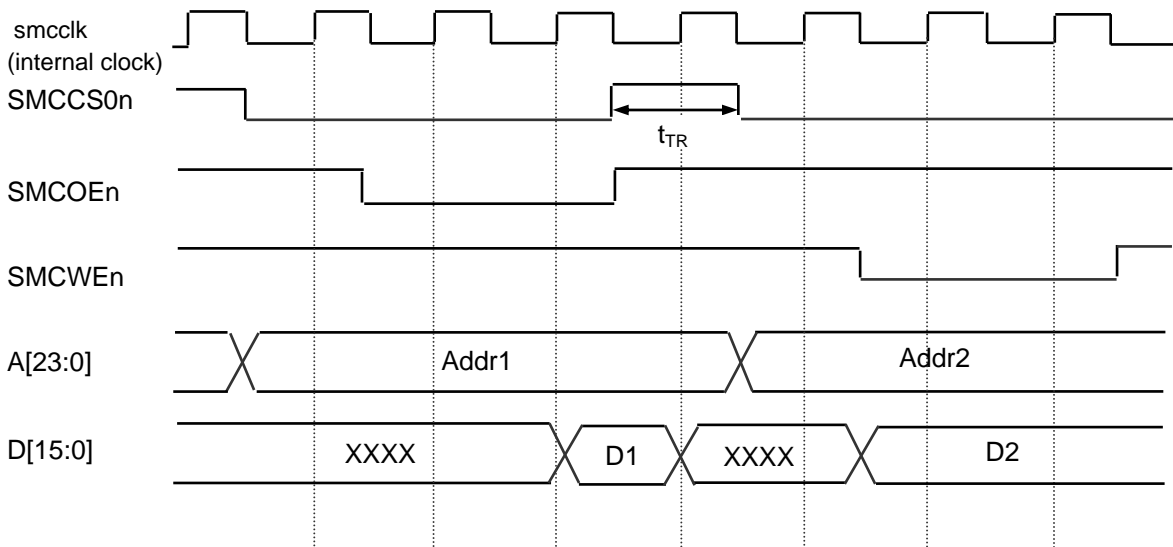 smcclk
(internal clock)
SMCCS0n
tTR
SMCOEn
SMCWEn
A[23:0]
Addr1
Addr2
D[15:0]
XXXX
D1
XXXX
D2